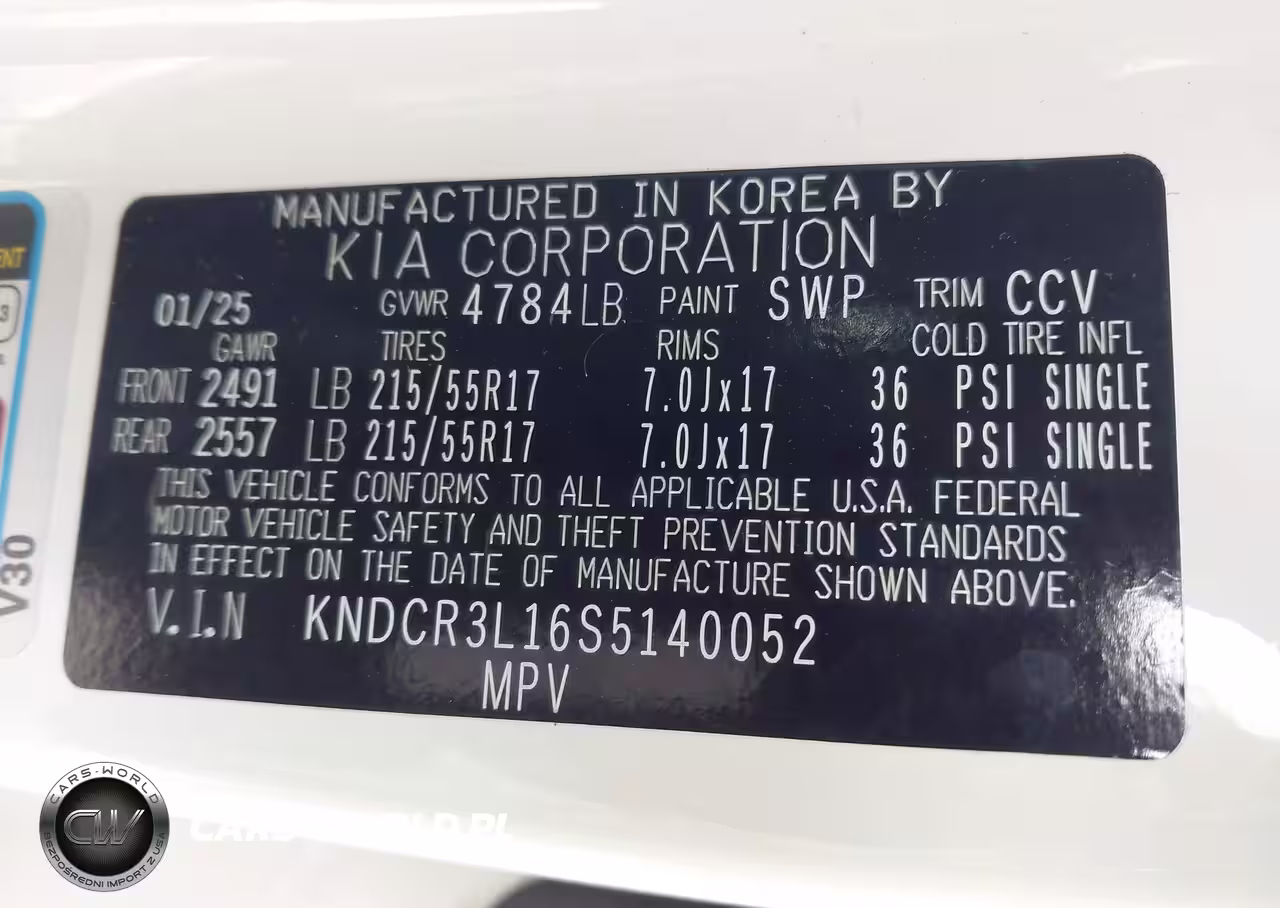 MANUFACTURED IN KOREA BY
KIA CORPORATION
01/25 GVWR 4784LB PAINT SWP TRIM CCV
GAWR TIRES RIMS COLD TIRE INFL
FRONT 2491 LB 215/55R17 7.0Jx17 36 PSI SINGLE
REAR 2557 LB 215/55R17 7.0Jx17 36 PSI SINGLE
THIS VEHICLE CONFORMS TO ALL APPLICABLE U.S.A. FEDERAL
MOTOR VEHICLE SAFETY AND THEFT PREVENTION STANDARDS
IN EFFECT ON THE DATE OF MANUFACTURE SHOWN ABOVE.
V.I.N KNDCR3L16S5140052
MPV
V30
CARS-WORLD
CW
BEZPOŚREDNI IMPORT Z USA